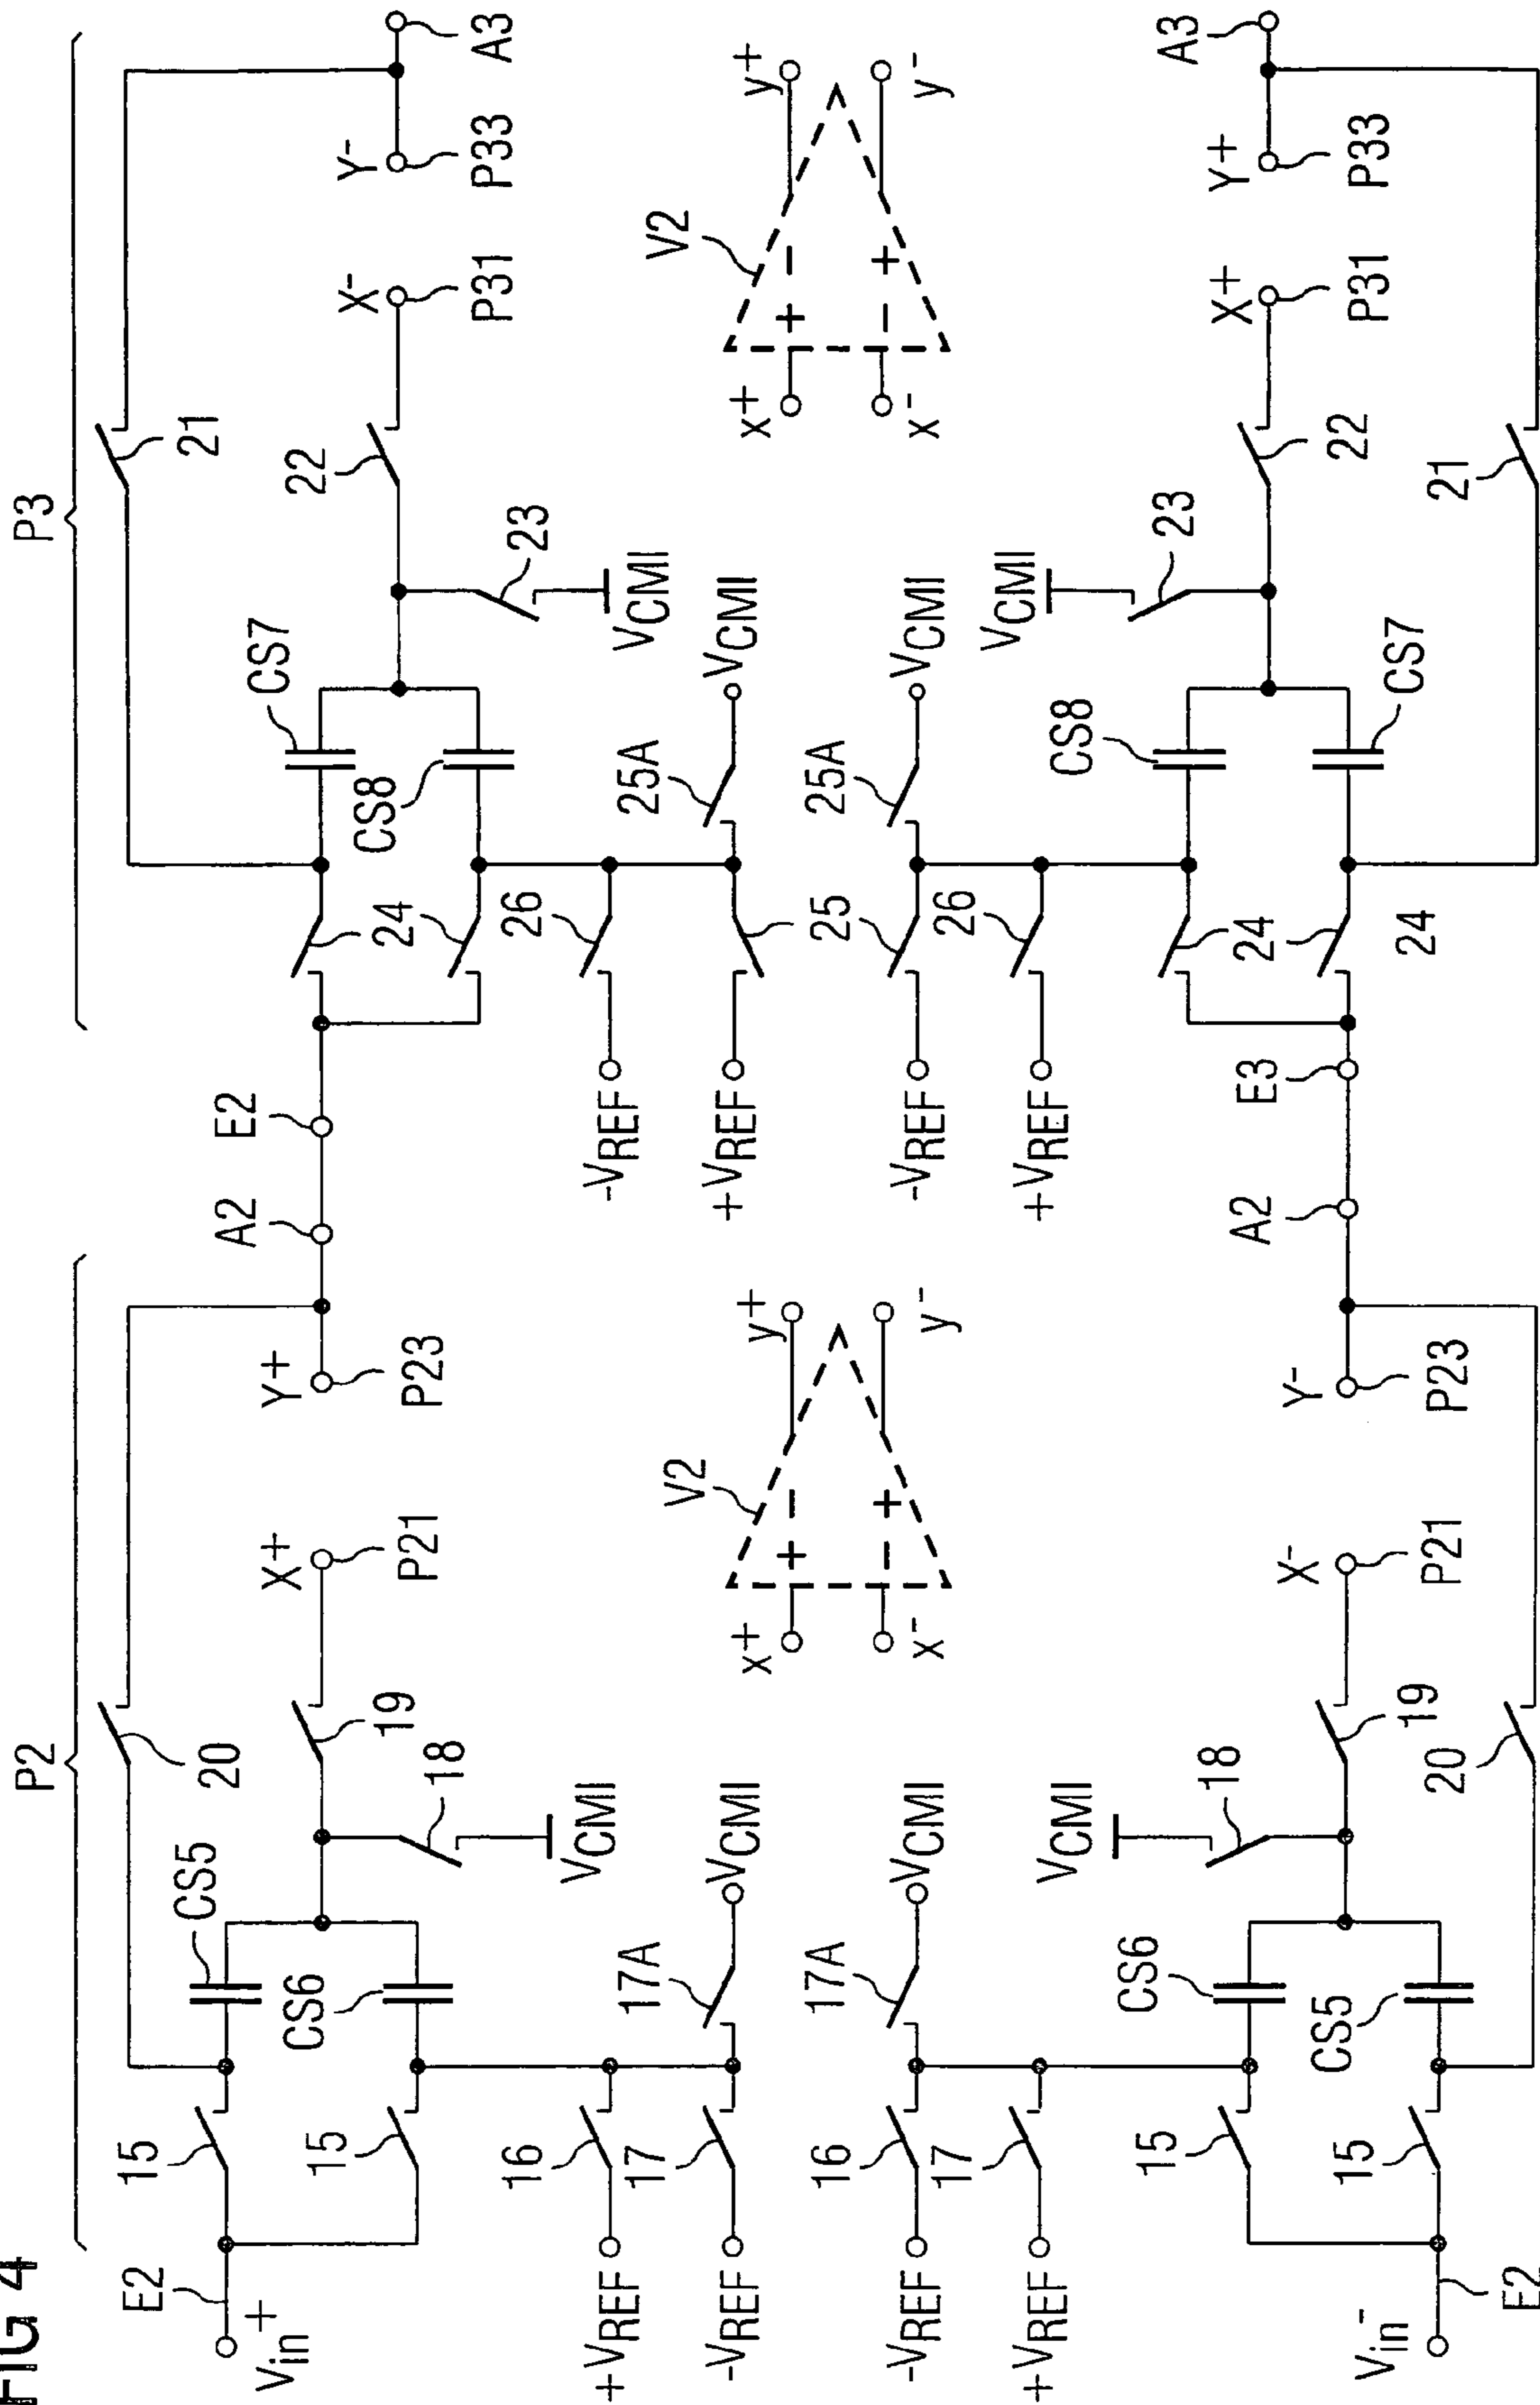 FIG 4
P2
P3
20
21
E2
15
CS5
X+
Y+
A2
E2
CS7
X-
Y-
Vin+
15
CS6
19
P21
P23
24
CS8
22
P31
P33
A3
18
VCMI
23
VCMI
+VREF
16
-VREF
26
-VREF
17
17A
VCMI
+VREF
25A
VCMI
V2
x+
y+
x-
y-
25
V2
x+
y+
x-
y-
-VREF
16
17A
VCMI
-VREF
25A
VCMI
+VREF
17
+VREF
26
VCMI
18
VCMI
23
15
CS6
X-
Y-
A2
E3
24
CS8
X+
Y+
A3
Vin-
15
CS5
19
P21
P23
24
CS7
22
P31
P33
E2
20
21